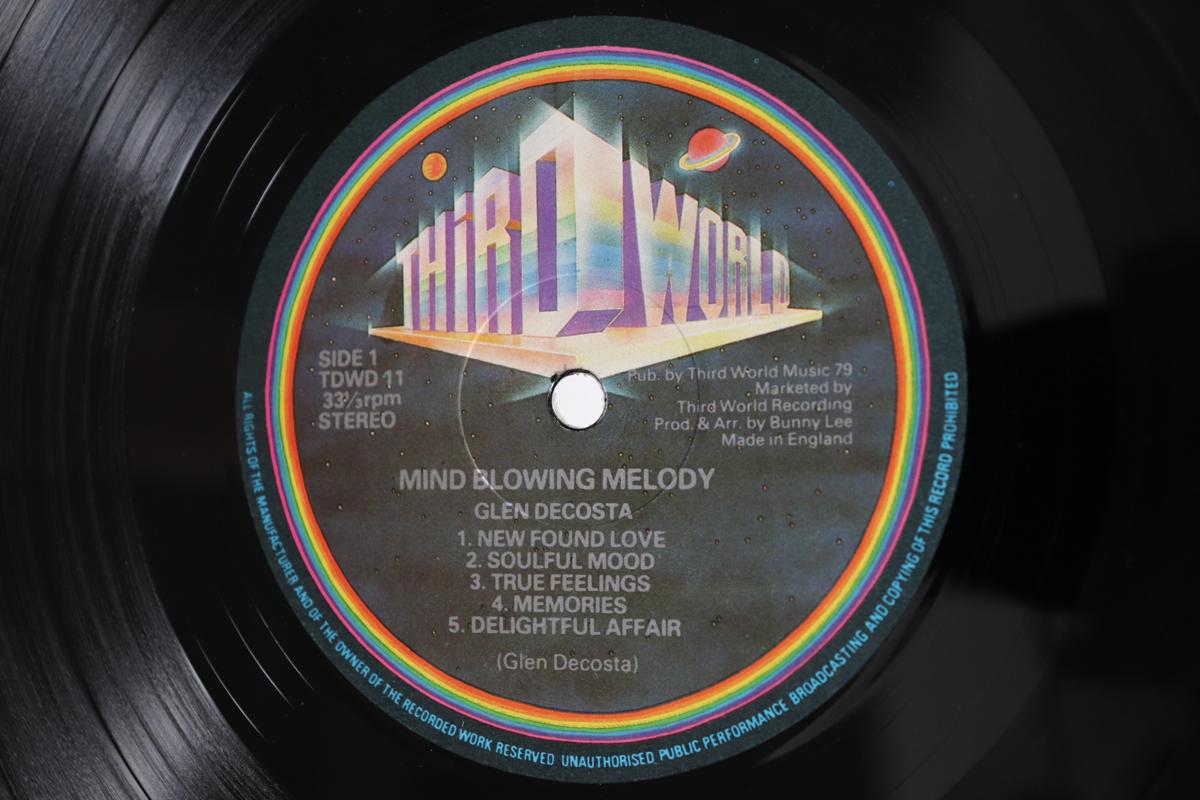 THIRD WORLD
SIDE 1
TDWD 11
33⅓rpm
STEREO
Pub. by Third World Music 79
Marketed by
Third World Recording
Prod. & Arr. by Bunny Lee
Made in England
MIND BLOWING MELODY
GLEN DECOSTA
1. NEW FOUND LOVE
2. SOULFUL MOOD
3. TRUE FEELINGS
4. MEMORIES
5. DELIGHTFUL AFFAIR
(Glen Decosta)
ALL RIGHTS OF THE MANUFACTURER AND OF THE OWNER OF THE RECORDED WORK RESERVED UNAUTHORISED PUBLIC PERFORMANCE BROADCASTING AND COPYING OF THIS RECORD PROHIBITED